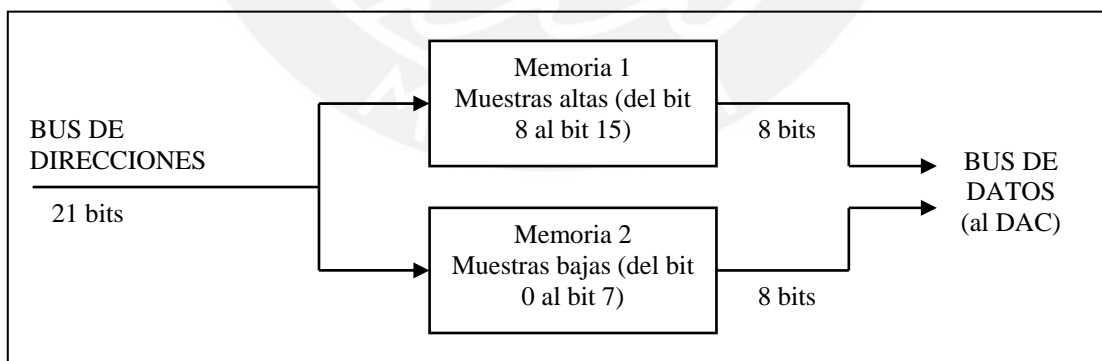 Memoria 1
Muestras altas (del bit
8 al bit 15)
BUS DE
DIRECCIONES
21 bits
8 bits
BUS DE
DATOS
(al DAC)
Memoria 2
Muestras bajas (del bit
0 al bit 7)
8 bits